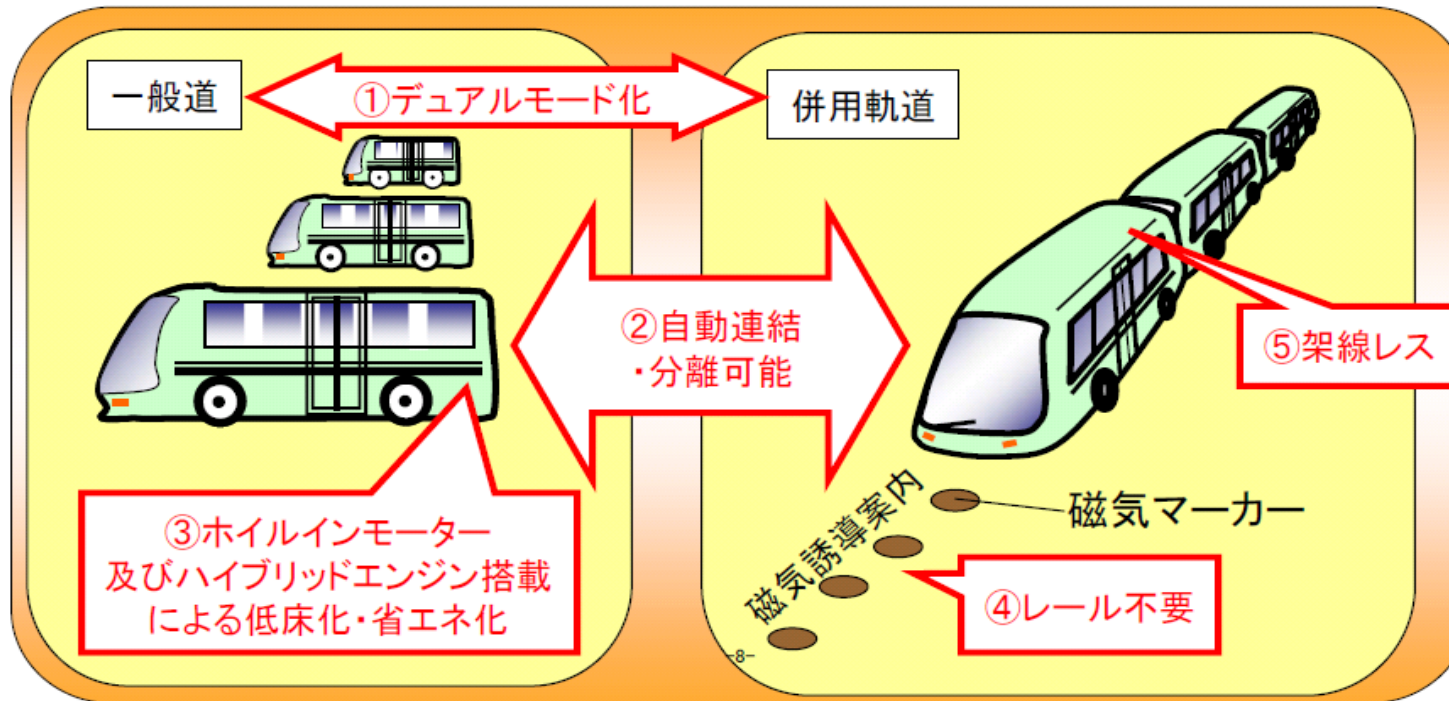 一般道
①デュアルモード化
併用軌道
②自動連結
・分離可能
⑤架線レス
③ホイルインモーター
及びハイブリッドエンジン搭載
による低床化・省エネ化
磁気誘導案内
磁気マーカー
④レール不要
-8-